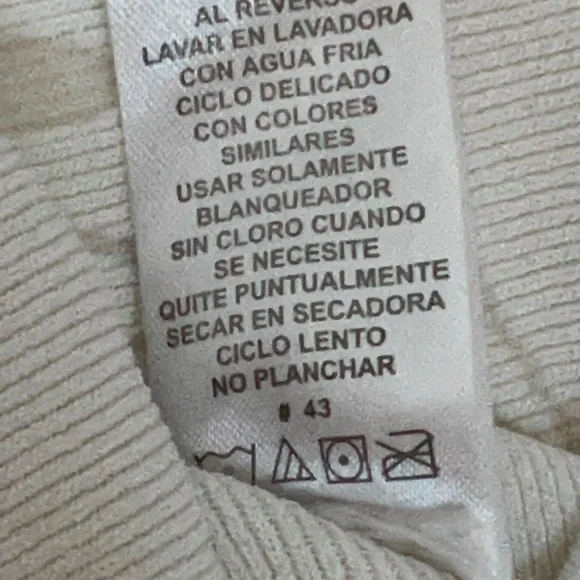 AL REVERSO
LAVAR EN LAVADORA
CON AGUA FRIA
CICLO DELICADO
CON COLORES
SIMILARES
USAR SOLAMENTE
BLANQUEADOR
SIN CLORO CUANDO
SE NECESITE
QUITE PUNTUALMENTE
SECAR EN SECADORA
CICLO LENTO
NO PLANCHAR
# 43